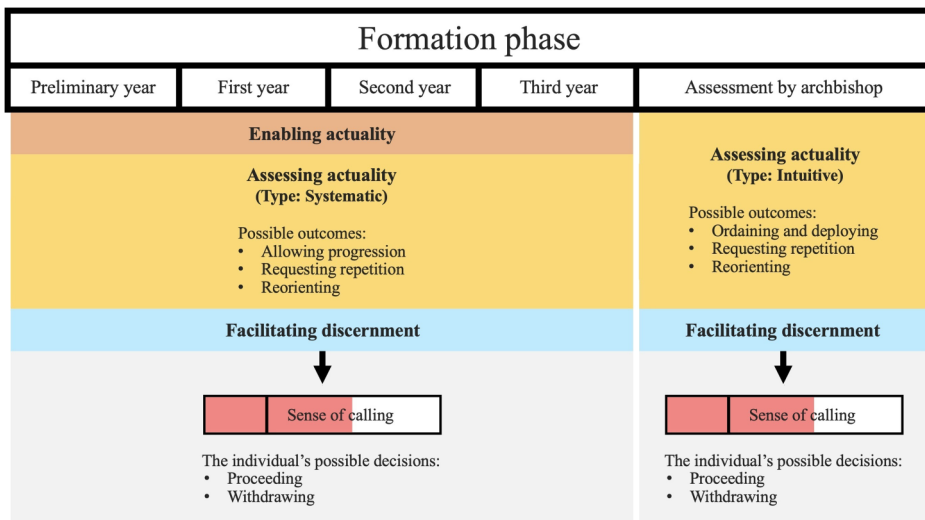 Formation phase
Preliminary year
First year
Second year
Third year
Assessment by archbishop
Enabling actuality
Assessing actuality
(Type: Systematic)
Possible outcomes:
• Allowing progression
• Requesting repetition
• Reorienting
Facilitating discernment
Sense of calling
The individual’s possible decisions:
• Proceeding
• Withdrawing
Assessing actuality
(Type: Intuitive)
Possible outcomes:
• Ordaining and deploying
• Requesting repetition
• Reorienting
Facilitating discernment
Sense of calling
The individual’s possible decisions:
• Proceeding
• Withdrawing